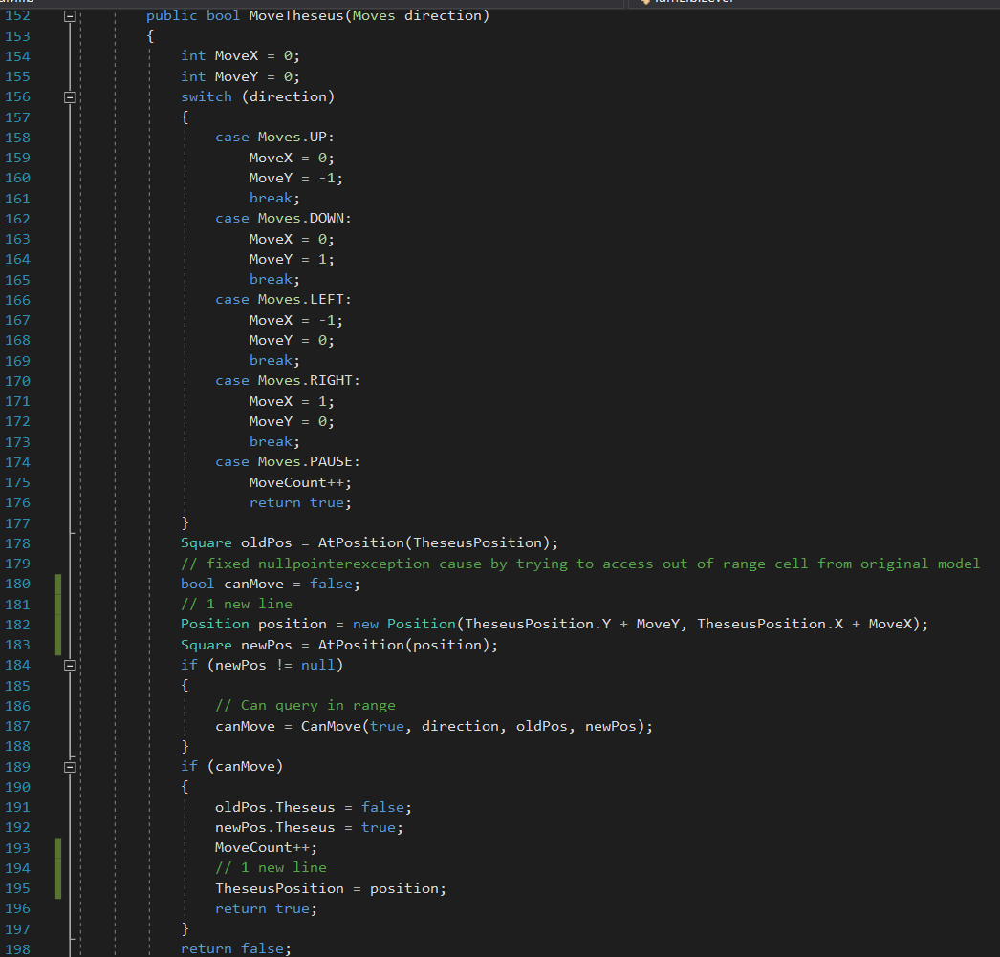 152 public bool MoveTheseus(Moves direction)
153 {
154 int MoveX = 0;
155 int MoveY = 0;
156 switch (direction)
157 {
158 case Moves.UP:
159 MoveX = 0;
160 MoveY = -1;
161 break;
162 case Moves.DOWN:
163 MoveX = 0;
164 MoveY = 1;
165 break;
166 case Moves.LEFT:
167 MoveX = -1;
168 MoveY = 0;
169 break;
170 case Moves.RIGHT:
171 MoveX = 1;
172 MoveY = 0;
173 break;
174 case Moves.PAUSE:
175 MoveCount++;
176 return true;
177 }
178 Square oldPos = AtPosition(TheseusPosition);
179 // fixed nullpointerexception cause by trying to access out of range cell from original model
180 bool canMove = false;
181 // 1 new line
182 Position position = new Position(TheseusPosition.Y + MoveY, TheseusPosition.X + MoveX);
183 Square newPos = AtPosition(position);
184 if (newPos != null)
185 {
186 // Can query in range
187 canMove = CanMove(true, direction, oldPos, newPos);
188 }
189 if (canMove)
190 {
191 oldPos.Theseus = false;
192 newPos.Theseus = true;
193 MoveCount++;
194 // 1 new line
195 TheseusPosition = position;
196 return true;
197 }
198 return false;